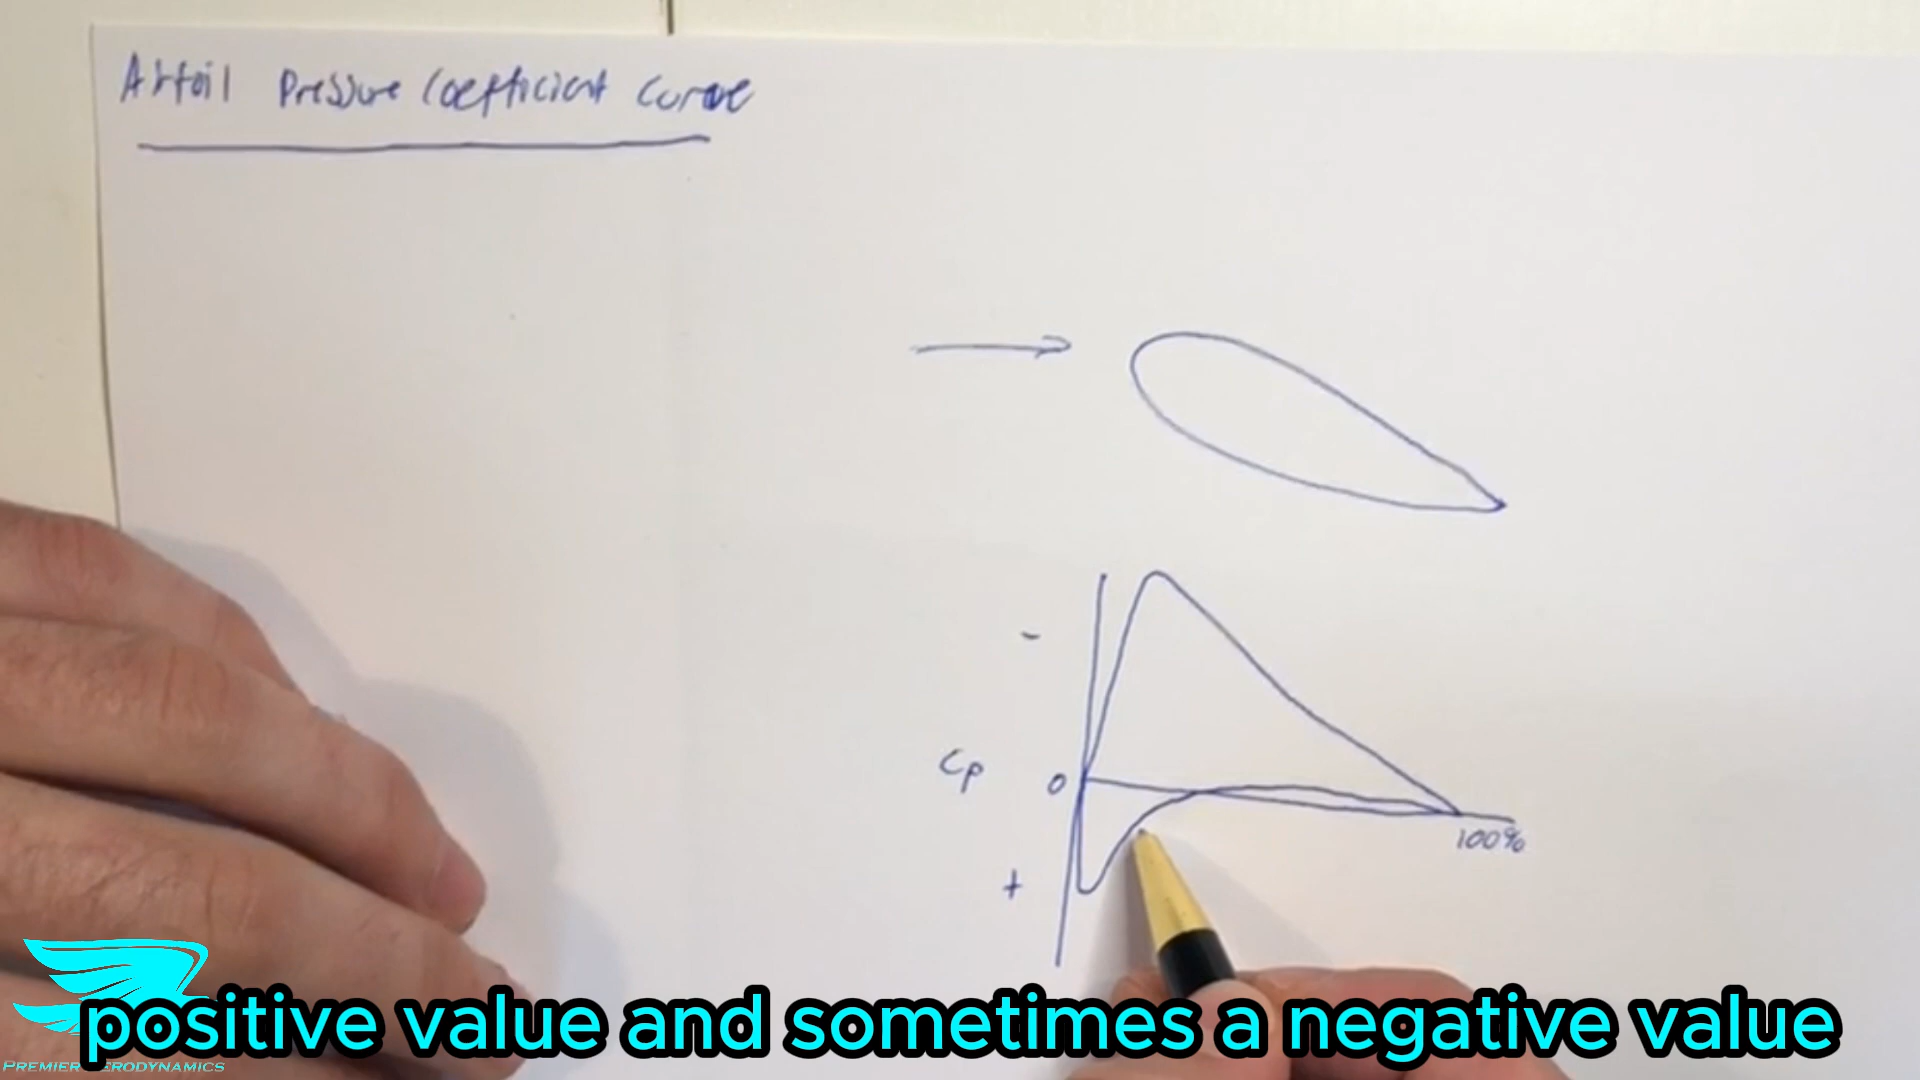 Airfoil Pressure Coefficient Curve
-
Cp
0
100%
+
positive value and sometimes a negative value
PREMIER AERODYNAMICS